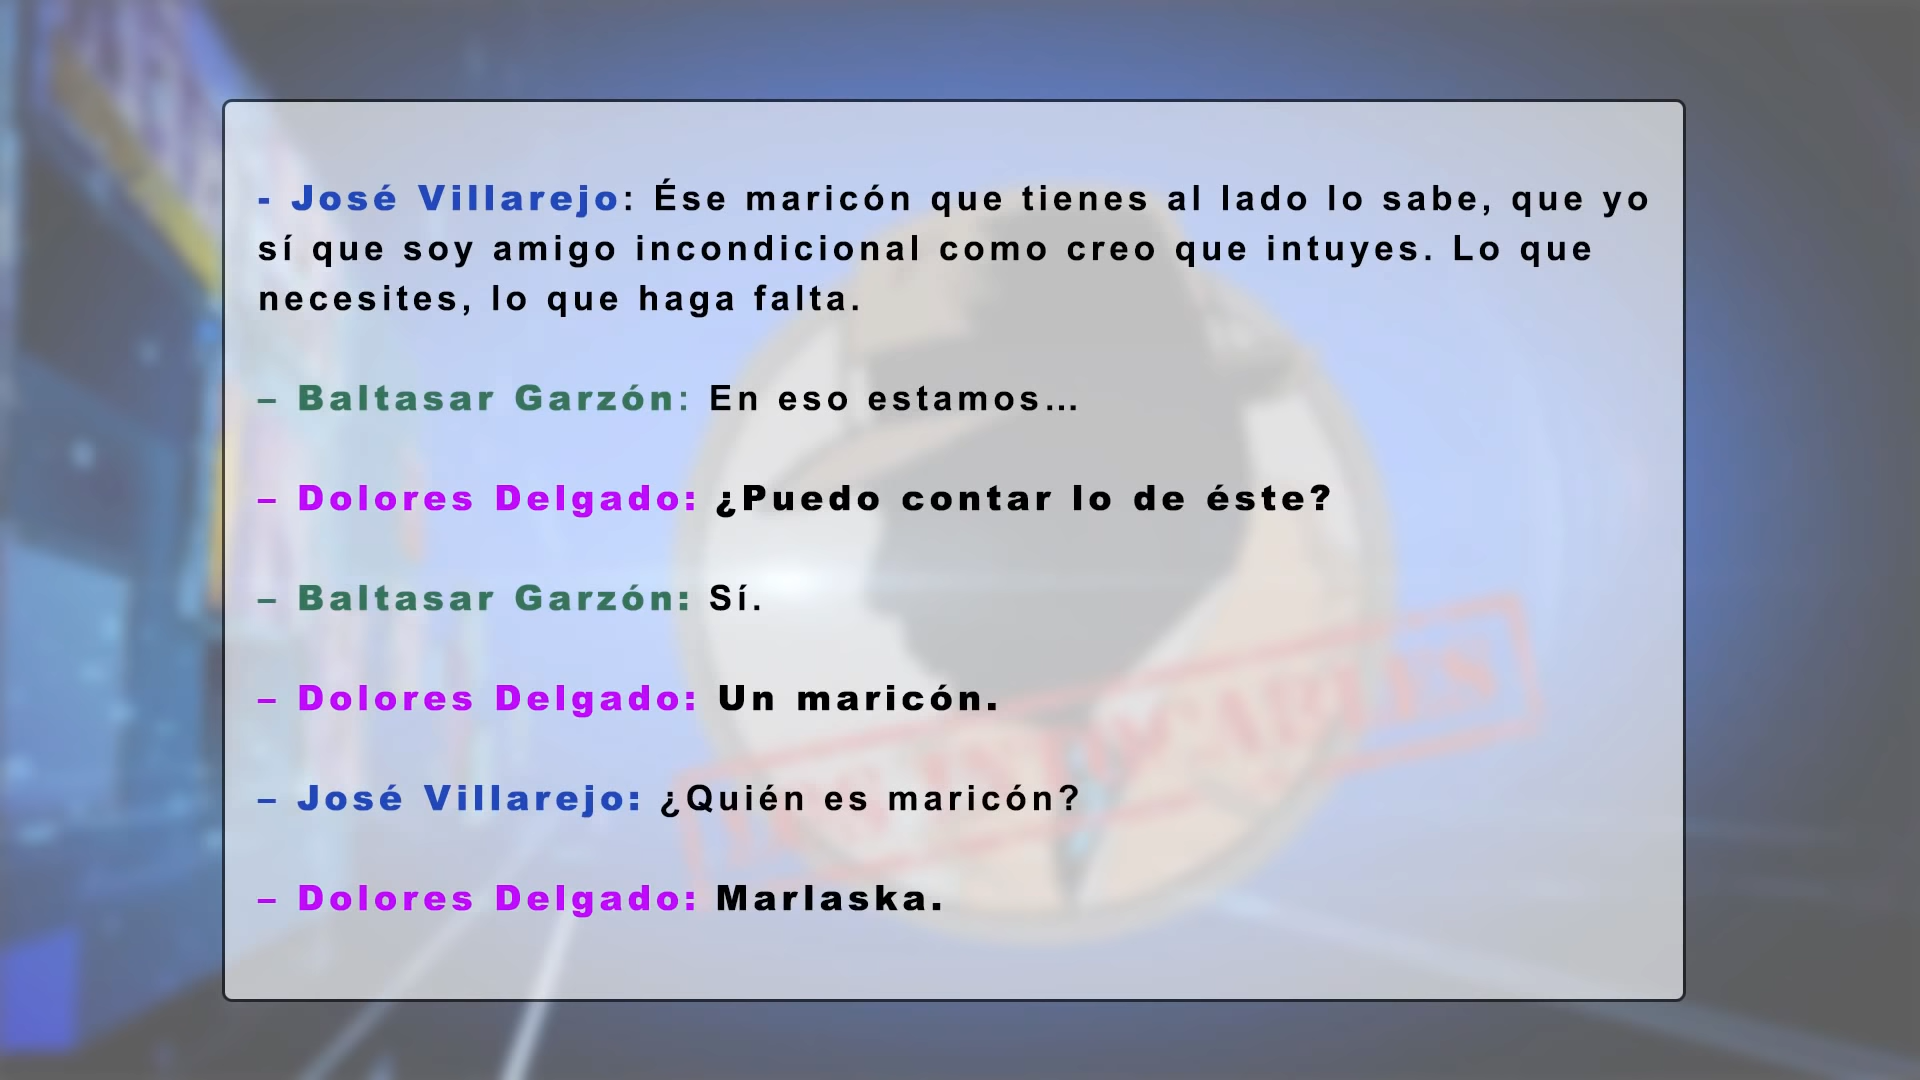 - José Villarejo: Ése maricón que tienes al lado lo sabe, que yo
sí que soy amigo incondicional como creo que intuyes. Lo que
necesites, lo que haga falta.
– Baltasar Garzón: En eso estamos...
– Dolores Delgado: ¿Puedo contar lo de éste?
– Baltasar Garzón: Sí.
– Dolores Delgado: Un maricón.
– José Villarejo: ¿Quién es maricón?
– Dolores Delgado: Marlaska.